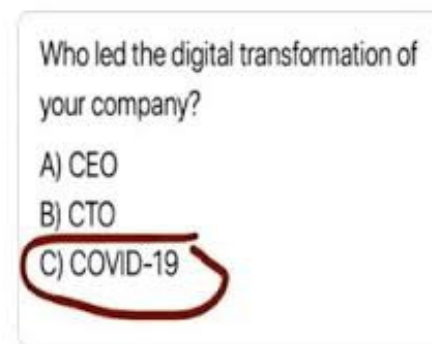 Who led the digital transformation of
your company?
A) CEO
B) CTO
C) COVID-19